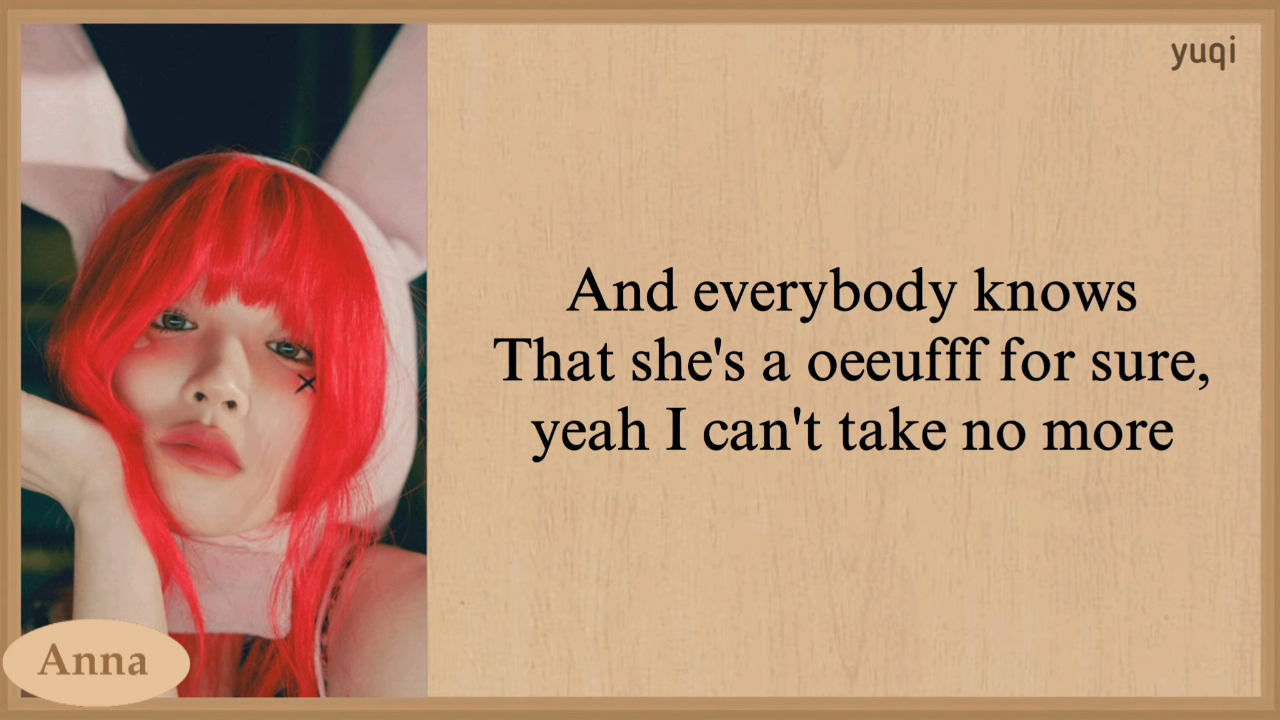 yuqi
And everybody knows
That she's a oeeufff for sure,
yeah I can't take no more
Anna